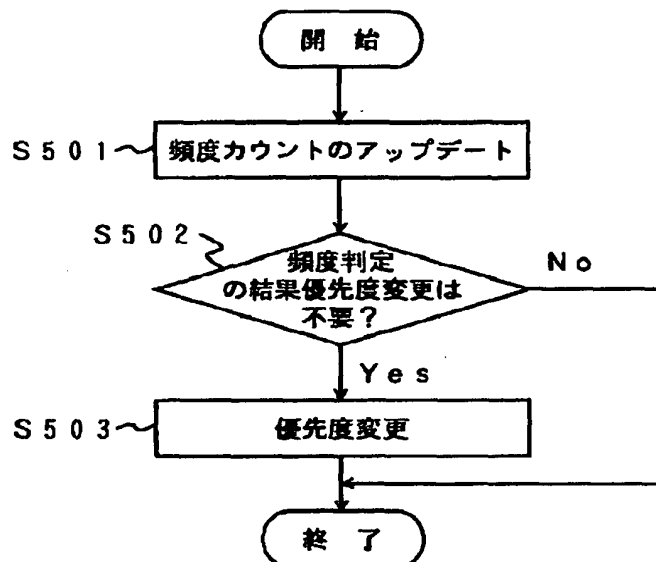 開 始
S501
頻度カウントのアップデート
S502
頻度判定
の結果優先度変更は
不要?
No
Yes
S503
優先度変更
終 了